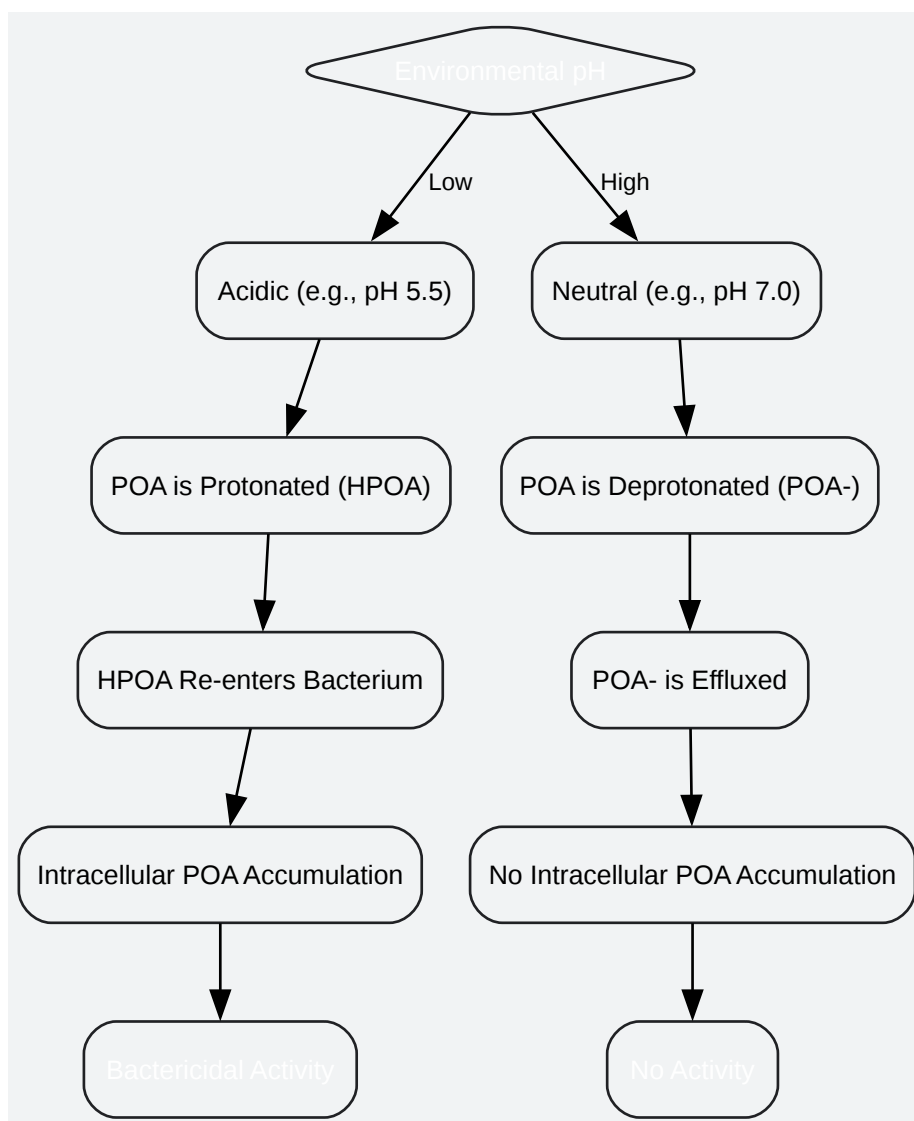 Environmental pH
Low
High
Acidic (e.g., pH 5.5)
Neutral (e.g., pH 7.0)
POA is Protonated (HPOA)
POA is Deprotonated (POA-)
HPOA Re-enters Bacterium
POA- is Effluxed
Intracellular POA Accumulation
No Intracellular POA Accumulation
Bactericidal Activity
No Activity